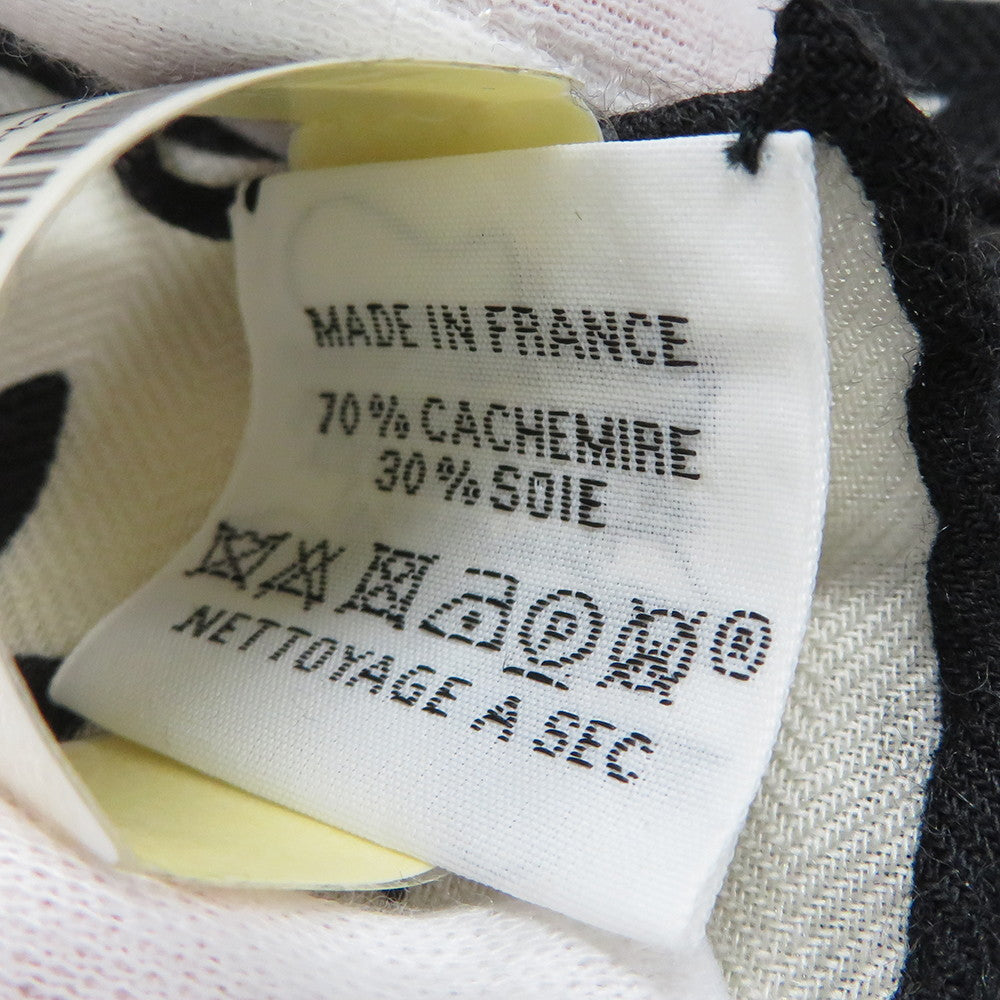 MADE IN FRANCE
70% CACHEMIRE
30% SOIE
P
NETTOYAGE A SEC